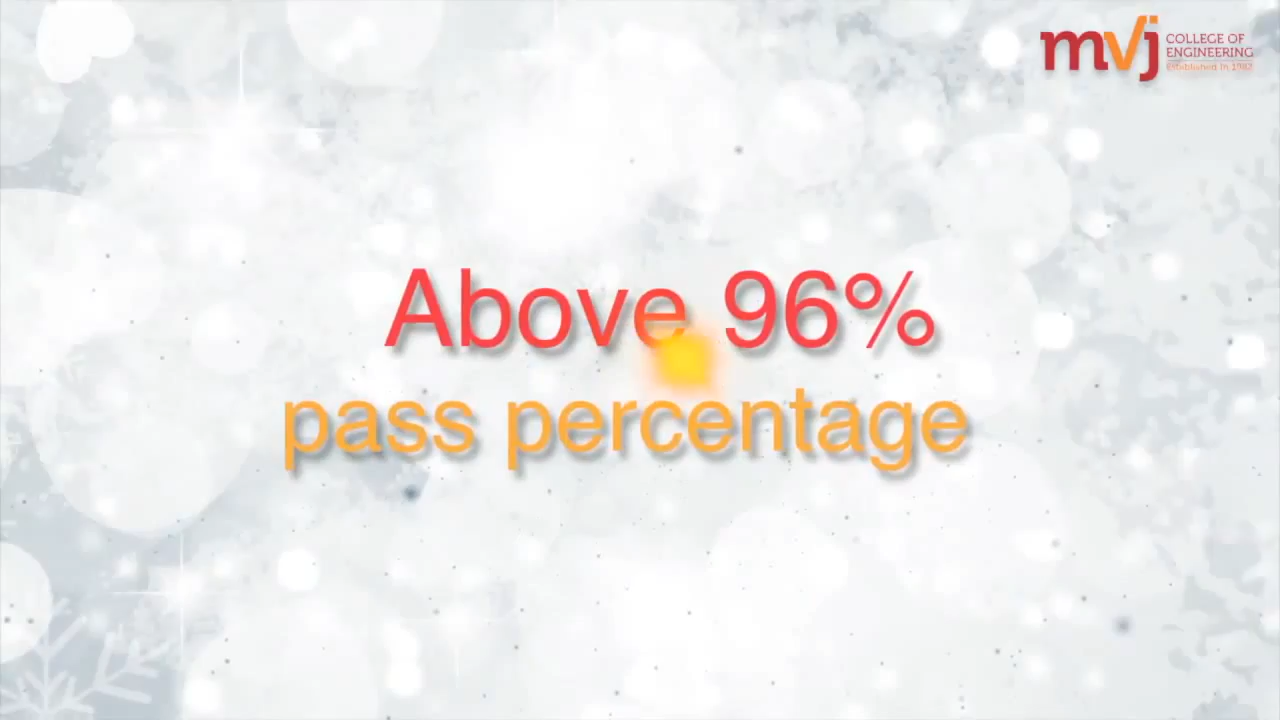 mvj
COLLEGE OF
ENGINEERING
Established in 1982
Above 96%
pass percentage